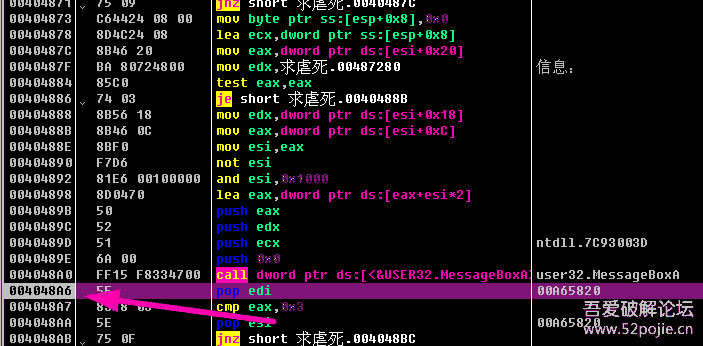 00404871 75 09 jnz short 求虐死.0040487C
00404873 C64424 08 00 mov byte ptr ss:[esp+0x8],0x0
00404878 8D4C24 08 lea ecx,dword ptr ss:[esp+0x8]
0040487C 8B46 20 mov eax,dword ptr ds:[esi+0x20]
0040487F BA 80724800 mov edx,求虐死.00487280 信息：
00404884 85C0 test eax,eax
00404886 74 03 je short 求虐死.0040488B
00404888 8B56 18 mov edx,dword ptr ds:[esi+0x18]
0040488B 8B46 0C mov eax,dword ptr ds:[esi+0xC]
0040488E 8BF0 mov esi,eax
00404890 F7D6 not esi
00404892 81E6 00100000 and esi,0x1000
00404898 8D0470 lea eax,dword ptr ds:[eax+esi*2]
0040489B 50 push eax
0040489C 52 push edx
0040489D 51 push ecx ntdll.7C93003D
0040489E 6A 00 push 0x0
004048A0 FF15 F8334700 call dword ptr ds:[<&USER32.MessageBoxA user32.MessageBoxA
004048A6 5F pop edi 00A65820
004048A7 cmp eax,0x3
004048AA 5E pop esi 00A65820
004048AB 75 0F jnz short 求虐死.004048BC
吾爱破解论坛
www.52pojie.cn